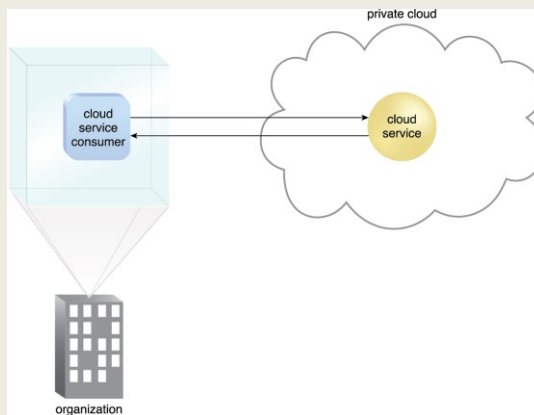 private cloud
cloud
service
consumer
cloud
service
organization